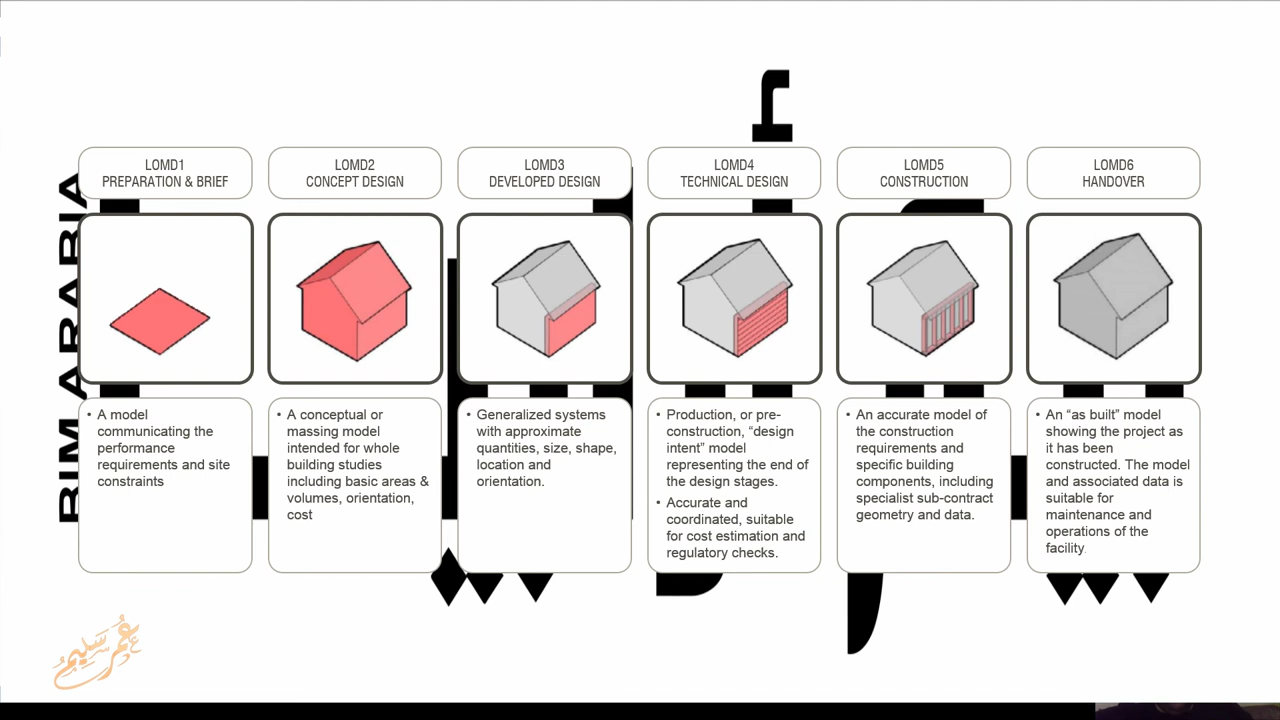 LOMD1
PREPARATION & BRIEF
LOMD2
CONCEPT DESIGN
LOMD3
DEVELOPED DESIGN
LOMD4
TECHNICAL DESIGN
LOMD5
CONSTRUCTION
LOMD6
HANDOVER
• A model
communicating the
performance
requirements and site
constraints
• A conceptual or
massing model
intended for whole
building studies
including basic areas &
volumes, orientation,
cost
• Generalized systems
with approximate
quantities, size, shape,
location and
orientation.
• Production, or pre-
construction, “design
intent” model
representing the end of
the design stages.
• Accurate and
coordinated, suitable
for cost estimation and
regulatory checks.
• An accurate model of
the construction
requirements and
specific building
components, including
specialist sub-contract
geometry and data.
• An “as built” model
showing the project as
it has been
constructed. The model
and associated data is
suitable for
maintenance and
operations of the
facility.
عمر سليم